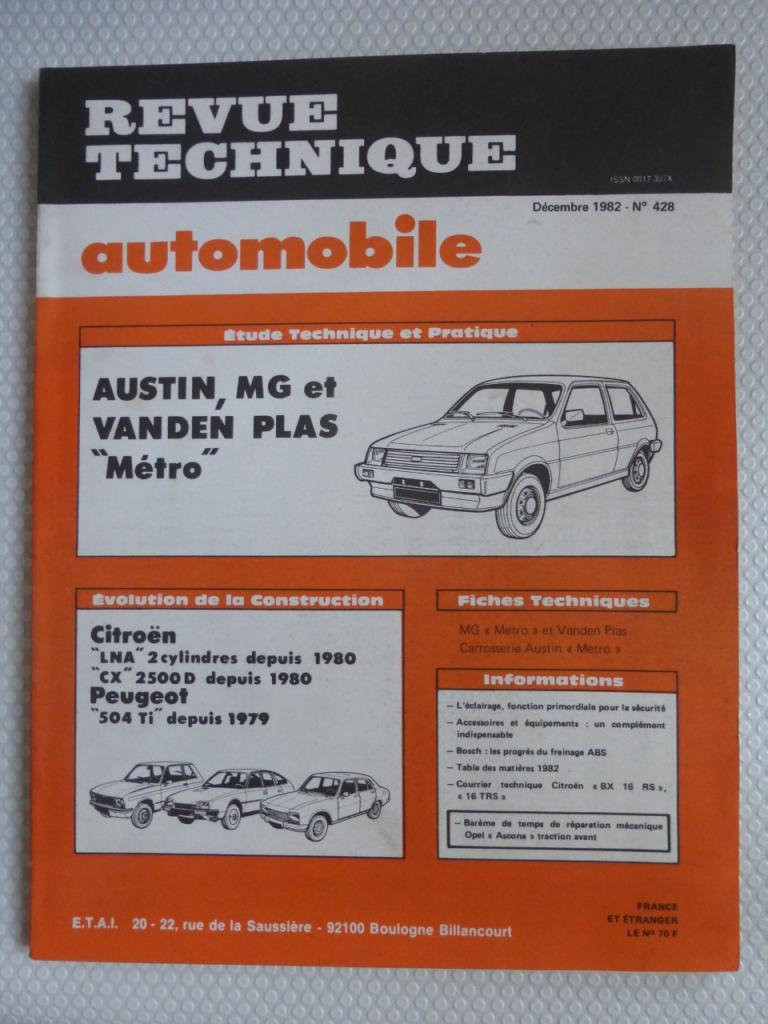 REVUE
TECHNIQUE
ISSN 0017-307X
Décembre 1982 - N° 428
automobile
Étude Technique et Pratique
AUSTIN, MG et
VANDEN PLAS
"Métro"
Évolution de la Construction
Citroën
"LNA" 2 cylindres depuis 1980
"CX" 2500 D depuis 1980
Peugeot
"504 Ti" depuis 1979
Fiches Techniques
MG « Metro » et Vanden Plas
Carrosserie Austin « Metro »
Informations
— L'éclairage, fonction primordiale pour la sécurité
— Accessoires et équipements : un complément
indispensable
— Bosch : les progrès du freinage ABS
— Table des matières 1982
— Courrier technique Citroën « BX 16 RS »,
« 16 TRS »
— Barème de temps de réparation mécanique
Opel « Ascona » traction avant
E.T.A.I. 20 - 22, rue de la Saussière - 92100 Boulogne Billancourt
FRANCE
ET ÉTRANGER
LE N° 70 F